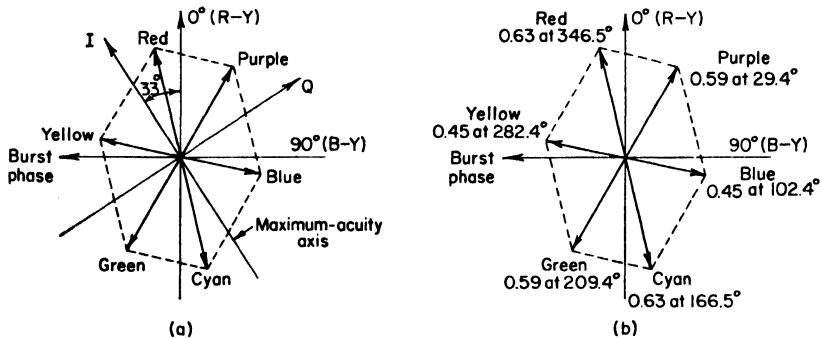 0° (R–Y)
I
Red
Purple
33°
Q
Yellow
90° (B–Y)
Burst
phase
Blue
Maximum–acuity
axis
Green
Cyan
(a)
0° (R–Y)
Red
0.63 at 346.5°
Purple
0.59 at 29.4°
Yellow
0.45 at 282.4°
90° (B–Y)
Burst
phase
Blue
0.45 at 102.4°
Green
0.59 at 209.4°
Cyan
0.63 at 166.5°
(b)